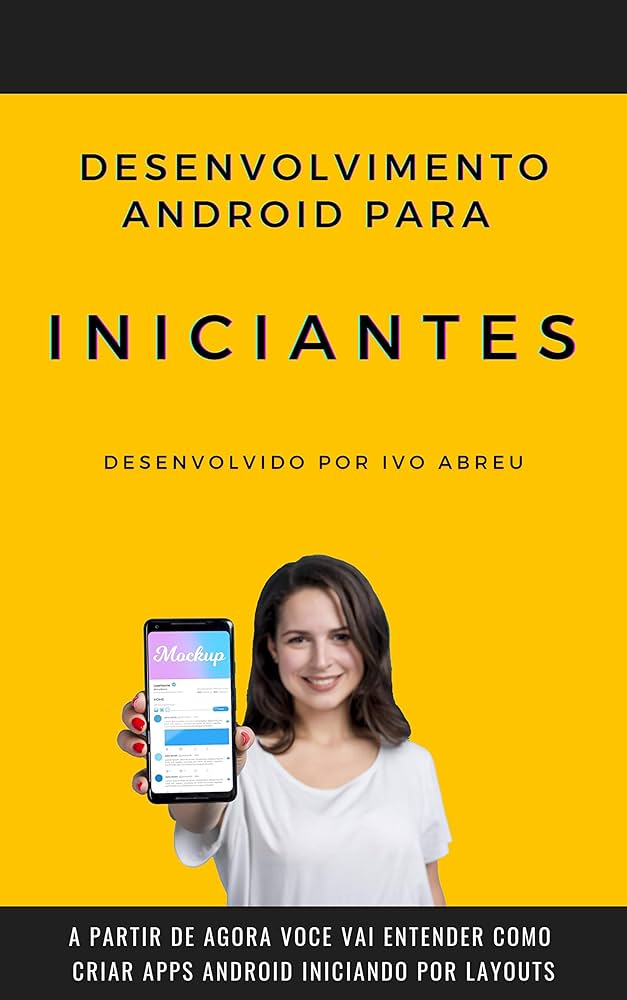 DESENVOLVIMENTO
ANDROID PARA
INICIANTES
DESENVOLVIDO POR IVO ABREU
Mockup
A PARTIR DE AGORA VOCE VAI ENTENDER COMO
CRIAR APPS ANDROID INICIANDO POR LAYOUTS